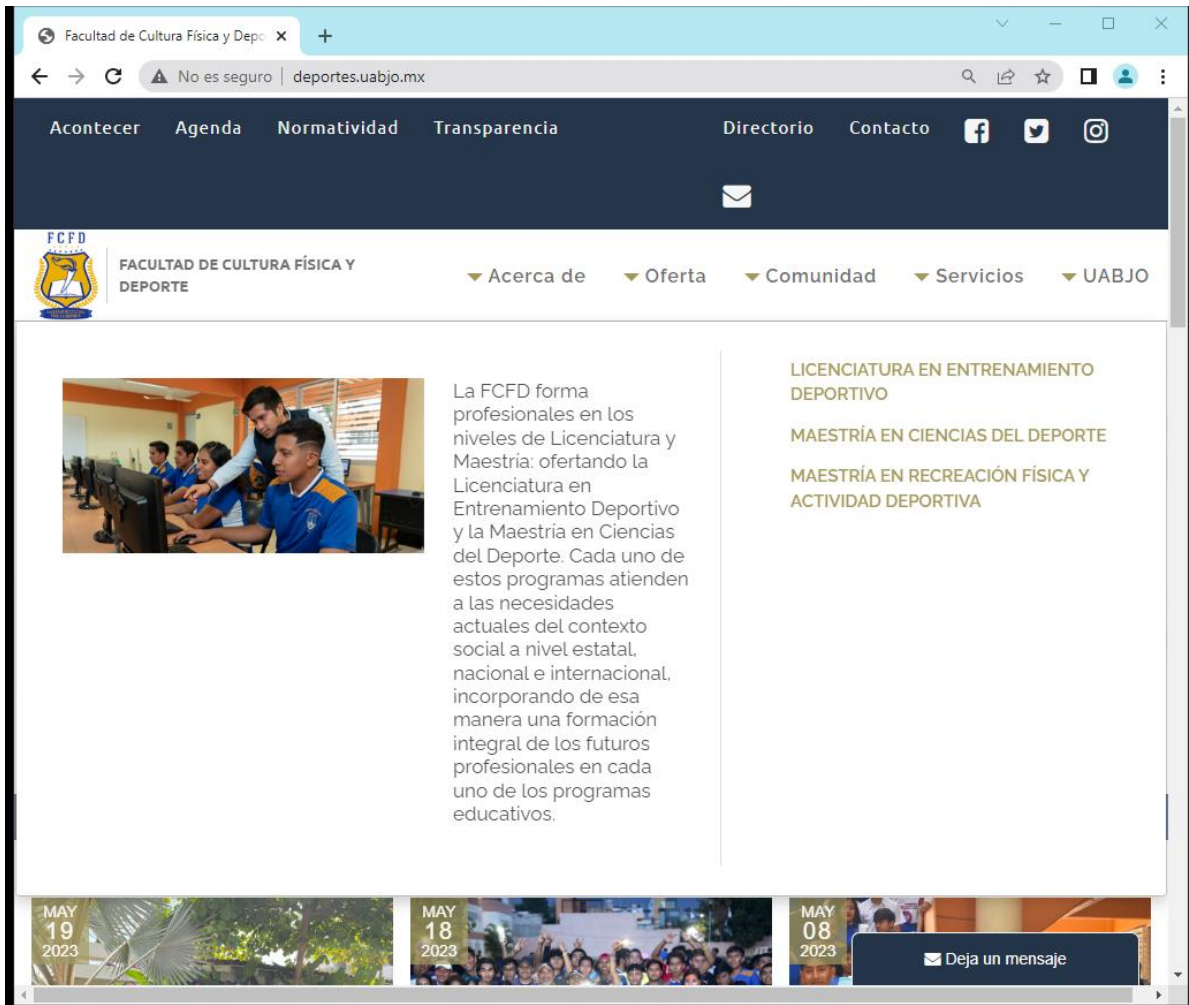 Facultad de Cultura Física y Depo
No es seguro | deportes.uabjo.mx
Acontecer Agenda Normatividad Transparencia Directorio Contacto
FCFD
FACULTAD DE CULTURA FÍSICA Y
DEPORTE
Acerca de Oferta Comunidad Servicios UABJO
La FCFD forma
profesionales en los
niveles de Licenciatura y
Maestría: ofertando la
Licenciatura en
Entrenamiento Deportivo
y la Maestría en Ciencias
del Deporte. Cada uno de
estos programas atienden
a las necesidades
actuales del contexto
social a nivel estatal,
nacional e internacional,
incorporando de esa
manera una formación
integral de los futuros
profesionales en cada
uno de los programas
educativos.
LICENCIATURA EN ENTRENAMIENTO
DEPORTIVO
MAESTRÍA EN CIENCIAS DEL DEPORTE
MAESTRÍA EN RECREACIÓN FÍSICA Y
ACTIVIDAD DEPORTIVA
MAY
19
2023
MAY
18
2023
MAY
08
2023
Deja un mensaje